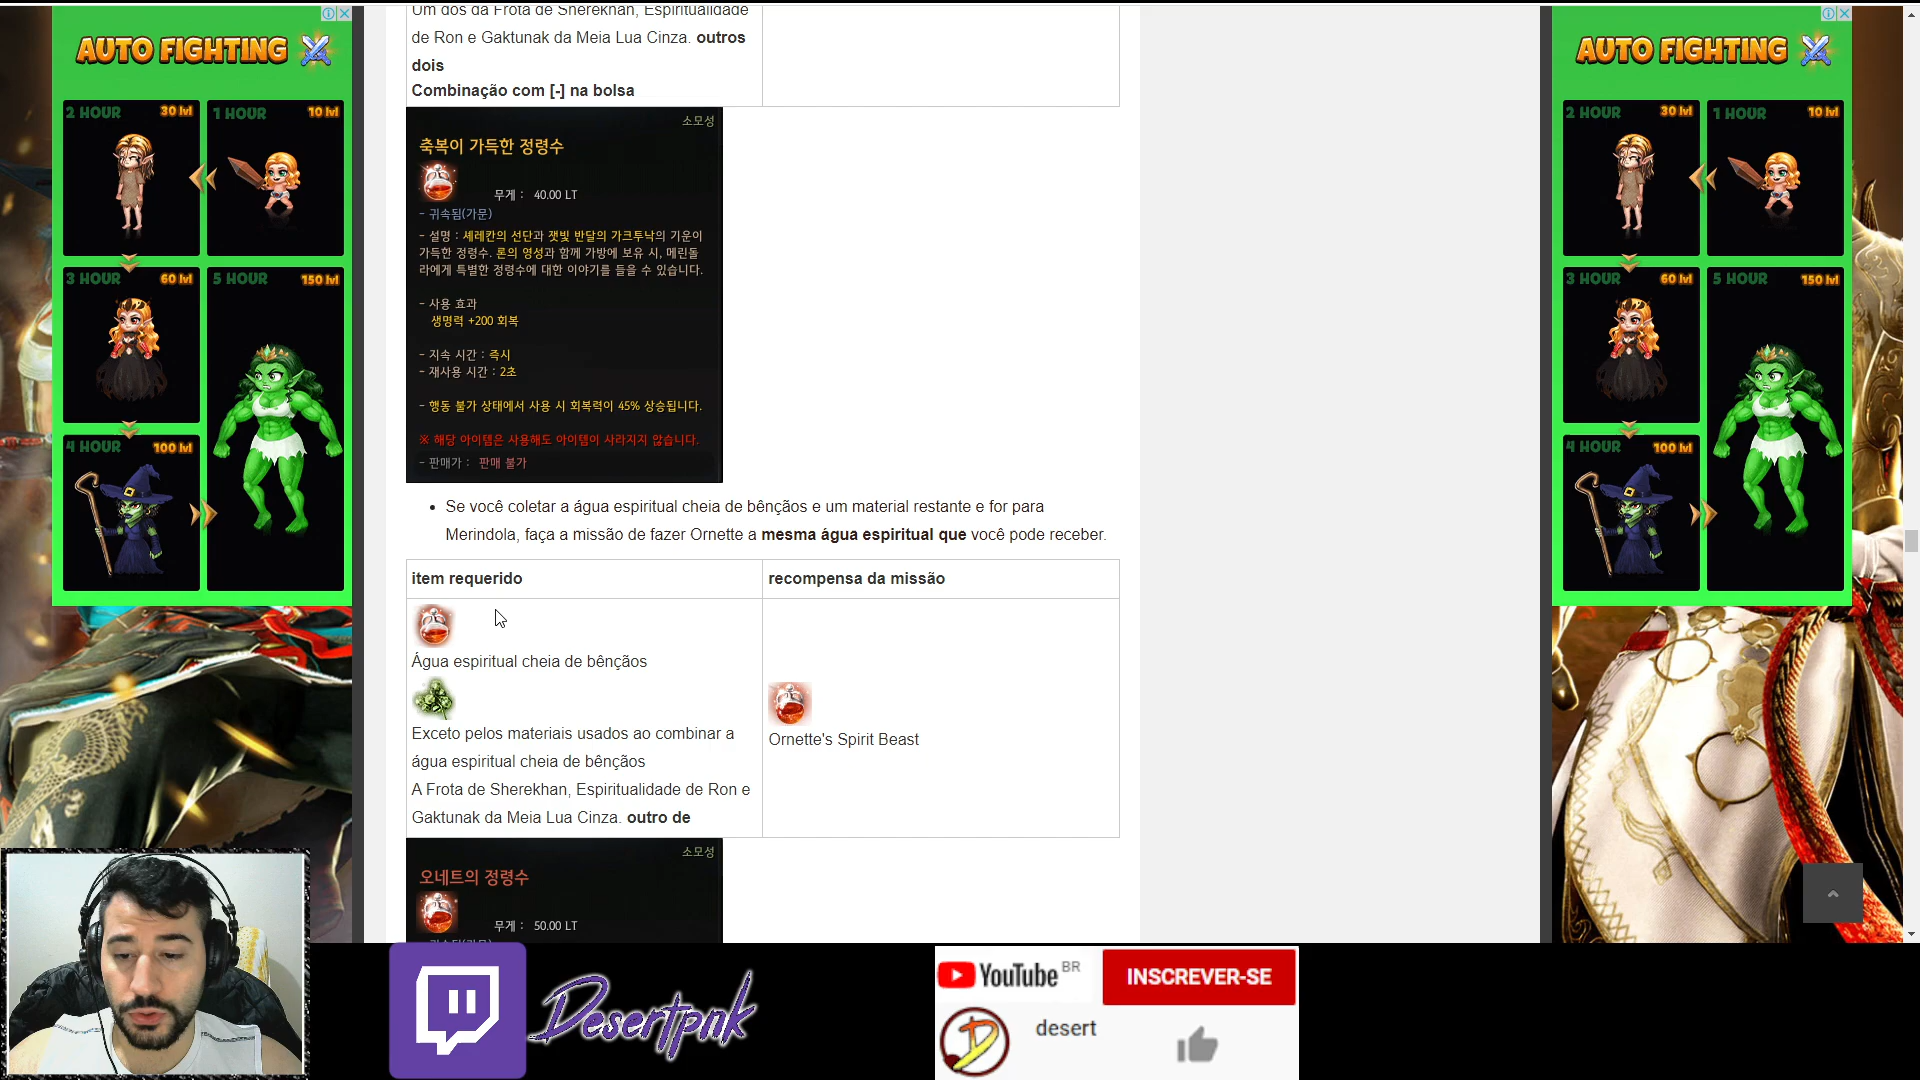 AUTO FIGHTING
2 HOUR 30 lvl
1 HOUR 10 lvl
3 HOUR 60 lvl
5 HOUR 150 lvl
4 HOUR 100 lvl
Um dos da Frota de Sherekhan, Espiritualidade
de Ron e Gaktunak da Meia Lua Cinza. outros
dois
Combinação com [-] na bolsa
소모성
축복이 가득한 정령수
무게 : 40.00 LT
- 귀속됨(가문)
- 설명 : 셰레칸의 선단과 잿빛 반달의 가크투낙의 기운이
가득한 정령수. 론의 영성과 함께 가방에 보유 시, 메린돌
라에게 특별한 정령수에 대한 이야기를 들을 수 있습니다.
- 사용 효과
생명력 +200 회복
- 지속 시간 : 즉시
- 재사용 시간 : 2초
- 행동 불가 상태에서 사용 시 회복력이 45% 상승됩니다.
※ 해당 아이템은 사용해도 아이템이 사라지지 않습니다.
- 판매가 : 판매 불가
• Se você coletar a água espiritual cheia de bênçãos e um material restante e for para
Merindola, faça a missão de fazer Ornette a mesma água espiritual que você pode receber.
item requerido
recompensa da missão
Água espiritual cheia de bênçãos
Exceto pelos materiais usados ao combinar a
água espiritual cheia de bênçãos
A Frota de Sherekhan, Espiritualidade de Ron e
Gaktunak da Meia Lua Cinza. outro de
Ornette's Spirit Beast
소모성
오네트의 정령수
무게 : 50.00 LT
AUTO FIGHTING
2 HOUR 30 lvl
1 HOUR 10 lvl
3 HOUR 60 lvl
5 HOUR 150 lvl
4 HOUR 100 lvl
Desertpnk
YouTube BR
INSCREVER-SE
desert